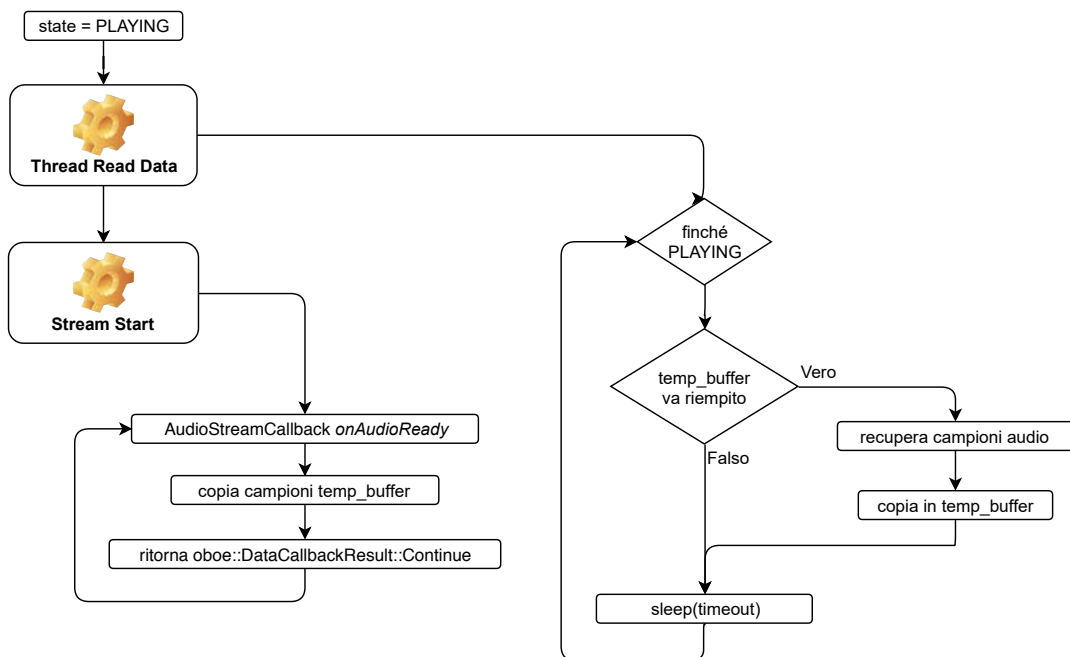 state = PLAYING
Thread Read Data
Stream Start
AudioStreamCallback onAudioReady
copia campioni temp_buffer
ritorna oboe::DataCallbackResult::Continue
finché
PLAYING
temp_buffer
va riempito
Vero
Falso
recupera campioni audio
copia in temp_buffer
sleep(timeout)